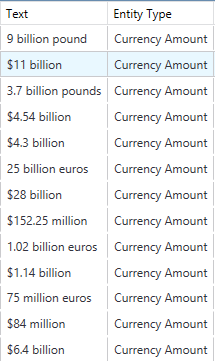 Text Entity Type
9 billion pound Currency Amount
$11 billion Currency Amount
3.7 billion pounds Currency Amount
$4.54 billion Currency Amount
$4.3 billion Currency Amount
25 billion euros Currency Amount
$28 billion Currency Amount
$152.25 million Currency Amount
1.02 billion euros Currency Amount
$1.14 billion Currency Amount
75 million euros Currency Amount
$84 million Currency Amount
$6.4 billion Currency Amount